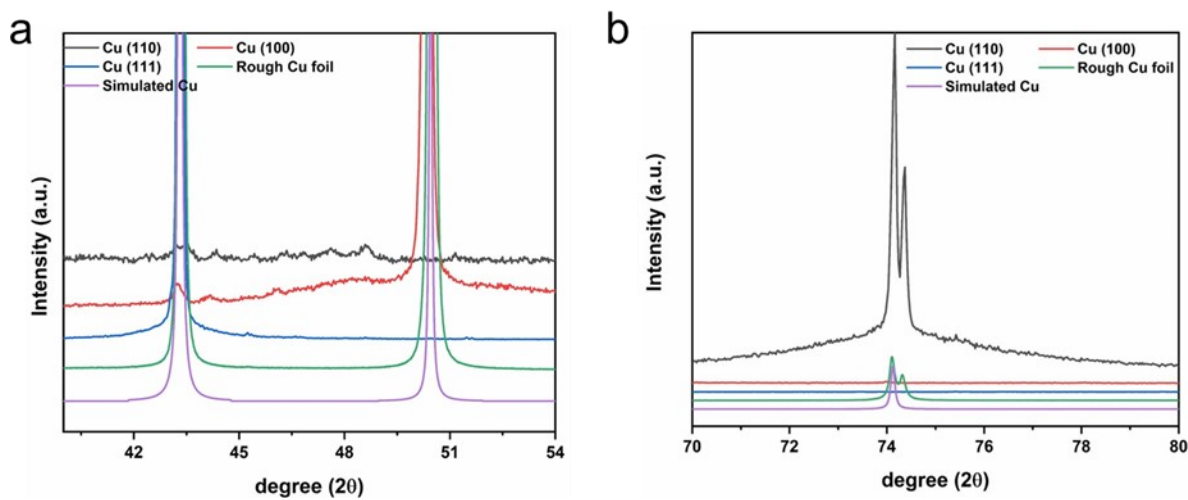 a
Cu (110) Cu (100)
Cu (111) Rough Cu foil
Simulated Cu
Intensity (a.u.)
42 45 48 51 54
degree (2θ)
b
Cu (110) Cu (100)
Cu (111) Rough Cu foil
Simulated Cu
Intensity (a.u.)
70 72 74 76 78 80
degree (2θ)